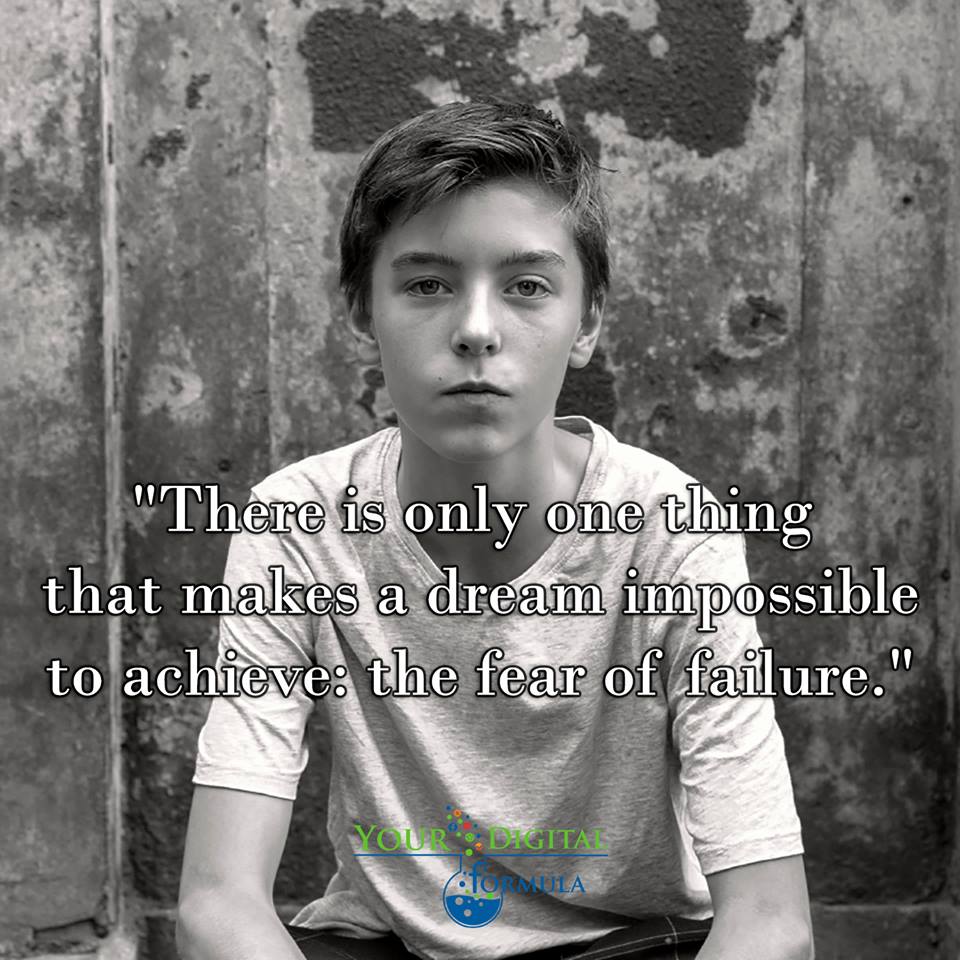 "There is only one thing
that makes a dream impossible
to achieve: the fear of failure."
YOUR DIGITAL
fORMULA